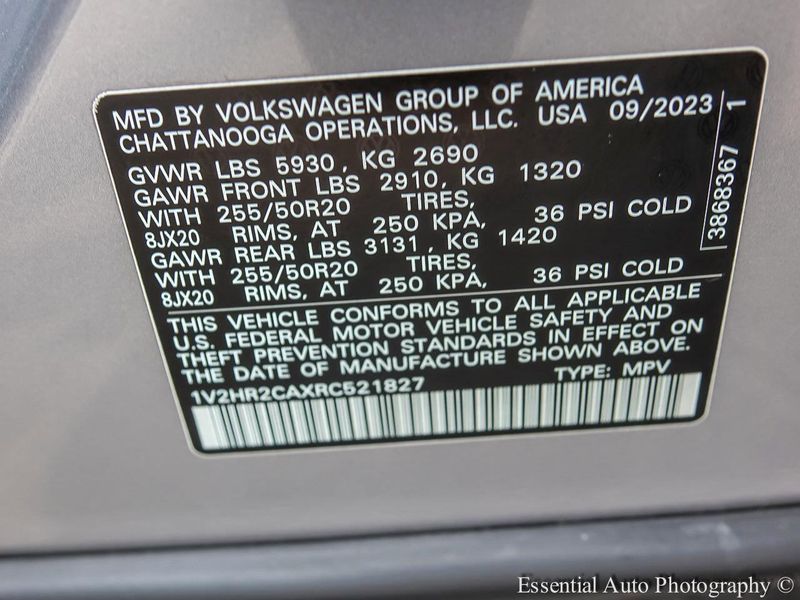 MFD BY VOLKSWAGEN GROUP OF AMERICA
CHATTANOOGA OPERATIONS, LLC. USA 09/2023
GVWR LBS 5930, KG 2690
GAWR FRONT LBS 2910, KG 1320
WITH 255/50R20 TIRES,
8JX20 RIMS, AT 250 KPA, 36 PSI COLD
GAWR REAR LBS 3131, KG 1420
WITH 255/50R20 TIRES,
8JX20 RIMS, AT 250 KPA, 36 PSI COLD
THIS VEHICLE CONFORMS TO ALL APPLICABLE
U.S. FEDERAL MOTOR VEHICLE SAFETY AND
THEFT PREVENTION STANDARDS IN EFFECT ON
THE DATE OF MANUFACTURE SHOWN ABOVE.
1V2HR2CAXRC521827 TYPE: MPV
3868367 1
Essential Auto Photography ©